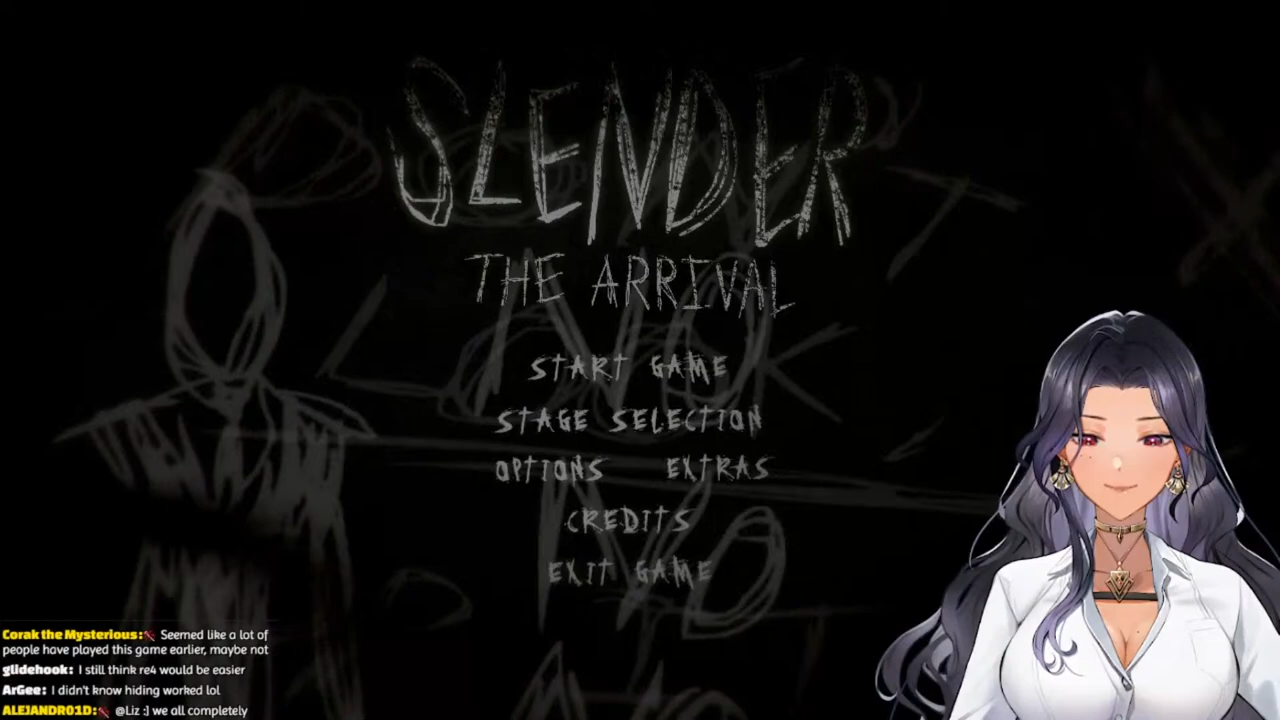 SLENDER
THE ARRIVAL
START GAME
STAGE SELECTION
OPTIONS EXTRAS
CREDITS
EXIT GAME
Corak the Mysterious: Seemed like a lot of
people have played this game earlier, maybe not
glidehook: I still think re4 would be easier
ArGee: I didn't know hiding worked lol
ALEJANDR01D: @Liz :] we all completely